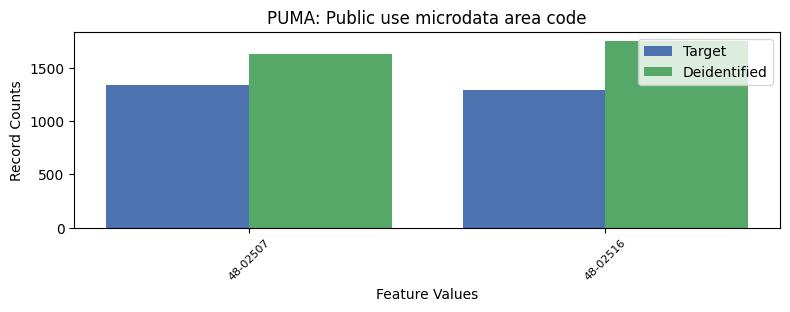 PUMA: Public use microdata area code
Target
Deidentified
1500
1000
500
0
Record Counts
48-02507
48-02516
Feature Values